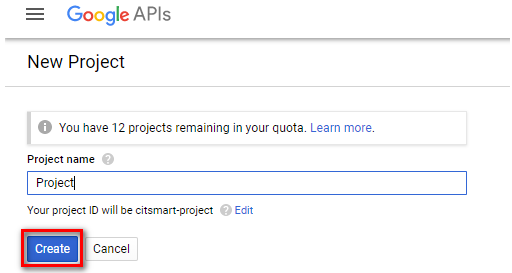 Google APIs
New Project
You have 12 projects remaining in your quota. Learn more.
Project name ?
Project
Your project ID will be citsmart-project ? Edit
Create Cancel